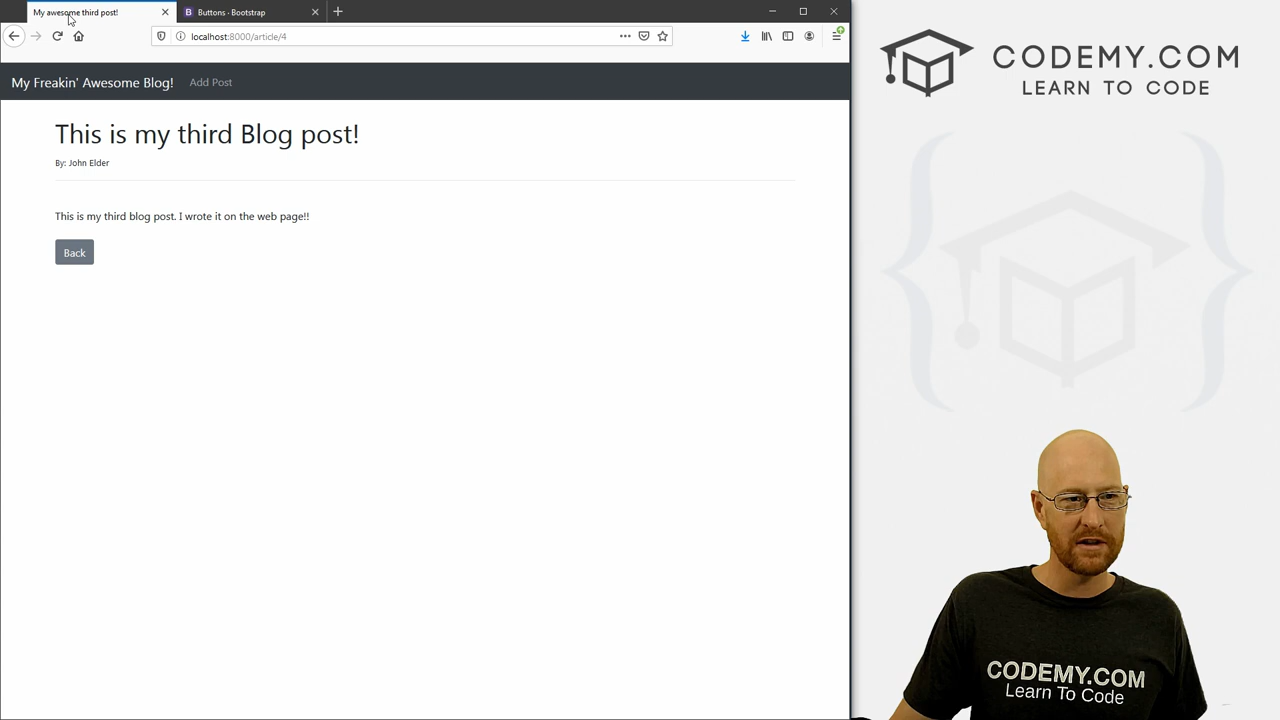 My awesome third post!
Buttons · Bootstrap
localhost:8000/article/4
My Freakin' Awesome Blog!
Add Post
This is my third Blog post!
By: John Elder
This is my third blog post. I wrote it on the web page!!
Back
CODEMY.COM
LEARN TO CODE
CODEMY.COM
Learn To Code